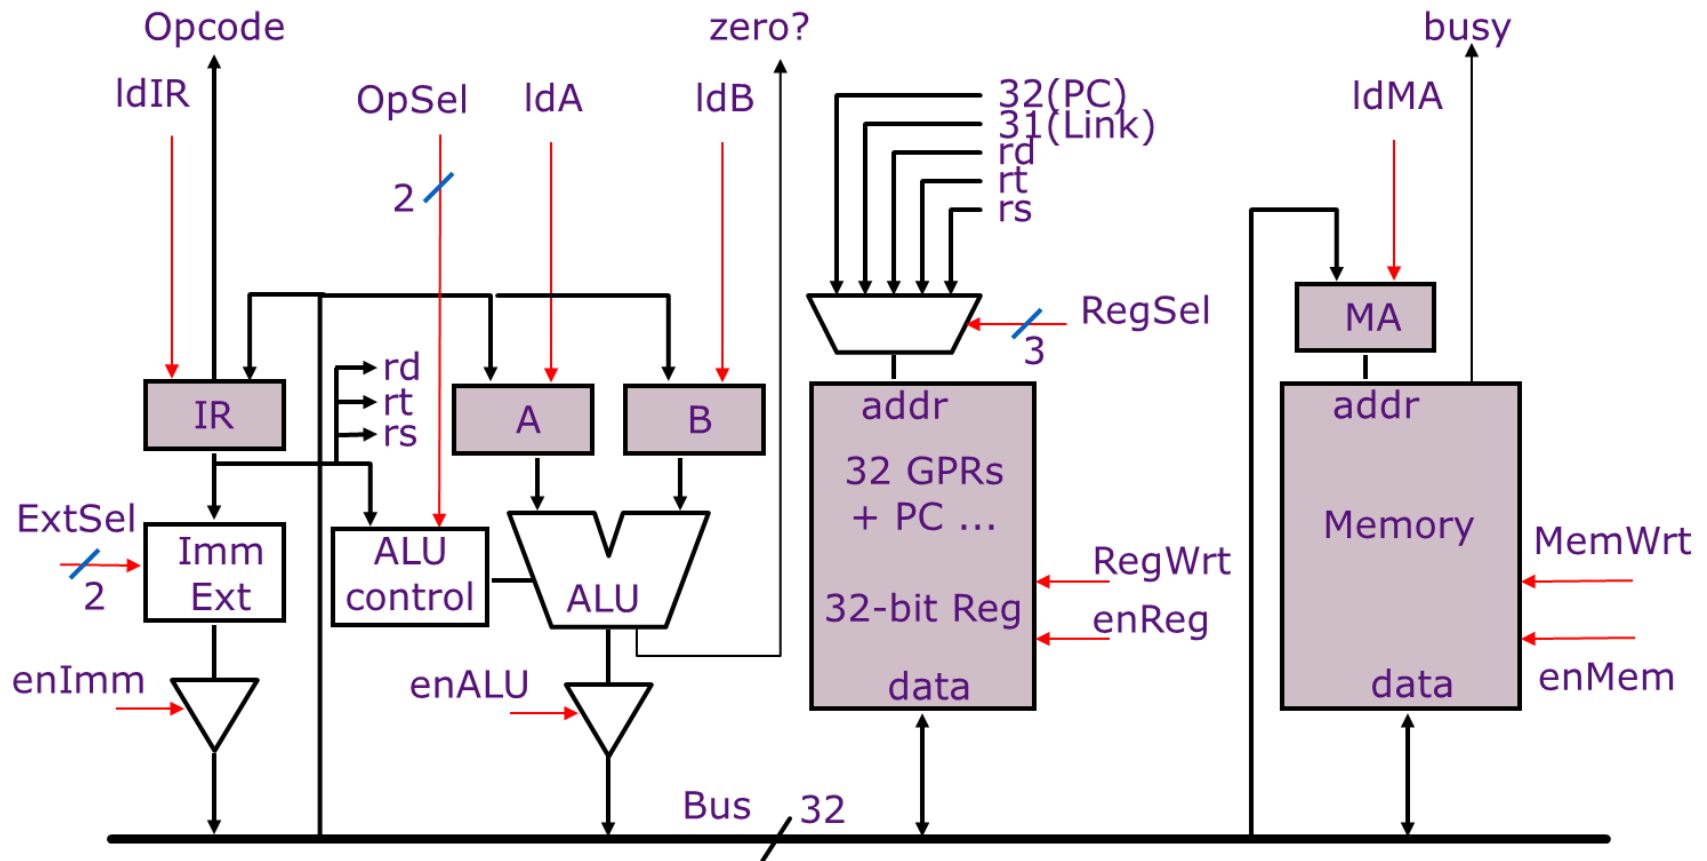 Opcode
zero?
busy
ldIR
OpSel
ldA
ldB
32(PC)
31(Link)
rd
rt
rs
ldMA
2
RegSel
3
MA
rd
rt
rs
IR
A
B
addr
32 GPRs
+ PC ...
32-bit Reg
data
addr
Memory
data
ExtSel
2
Imm
Ext
ALU
control
ALU
RegWrt
enReg
MemWrt
enMem
enImm
enALU
Bus
32